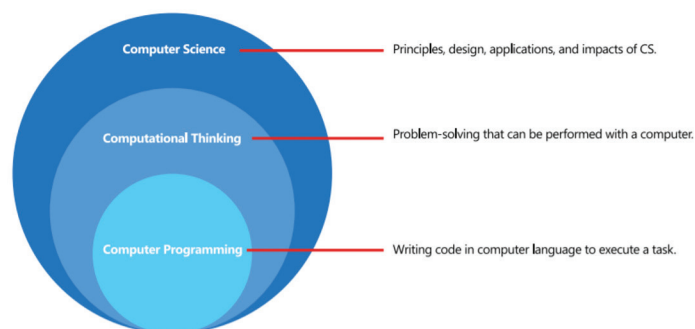 Computer Science
Principles, design, applications, and impacts of CS.
Computational Thinking
Problem-solving that can be performed with a computer.
Computer Programming
Writing code in computer language to execute a task.